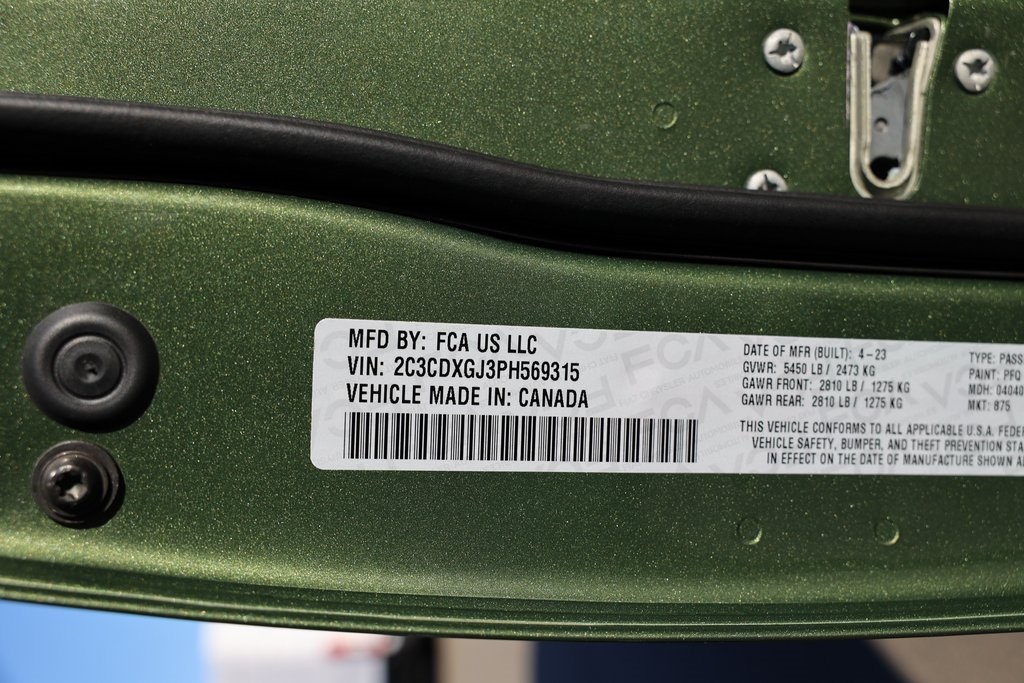 MFD BY: FCA US LLC
VIN: 2C3CDXGJ3PH569315
VEHICLE MADE IN: CANADA
DATE OF MFR (BUILT): 4-23
GVWR: 5450 LB / 2473 KG
GAWR FRONT: 2810 LB / 1275 KG
GAWR REAR: 2810 LB / 1275 KG
TYPE: PASS
PAINT: PFQ
MDH: 04040
MKT: 875
THIS VEHICLE CONFORMS TO ALL APPLICABLE U.S.A. FEDER
VEHICLE SAFETY, BUMPER, AND THEFT PREVENTION STA
IN EFFECT ON THE DATE OF MANUFACTURE SHOWN A